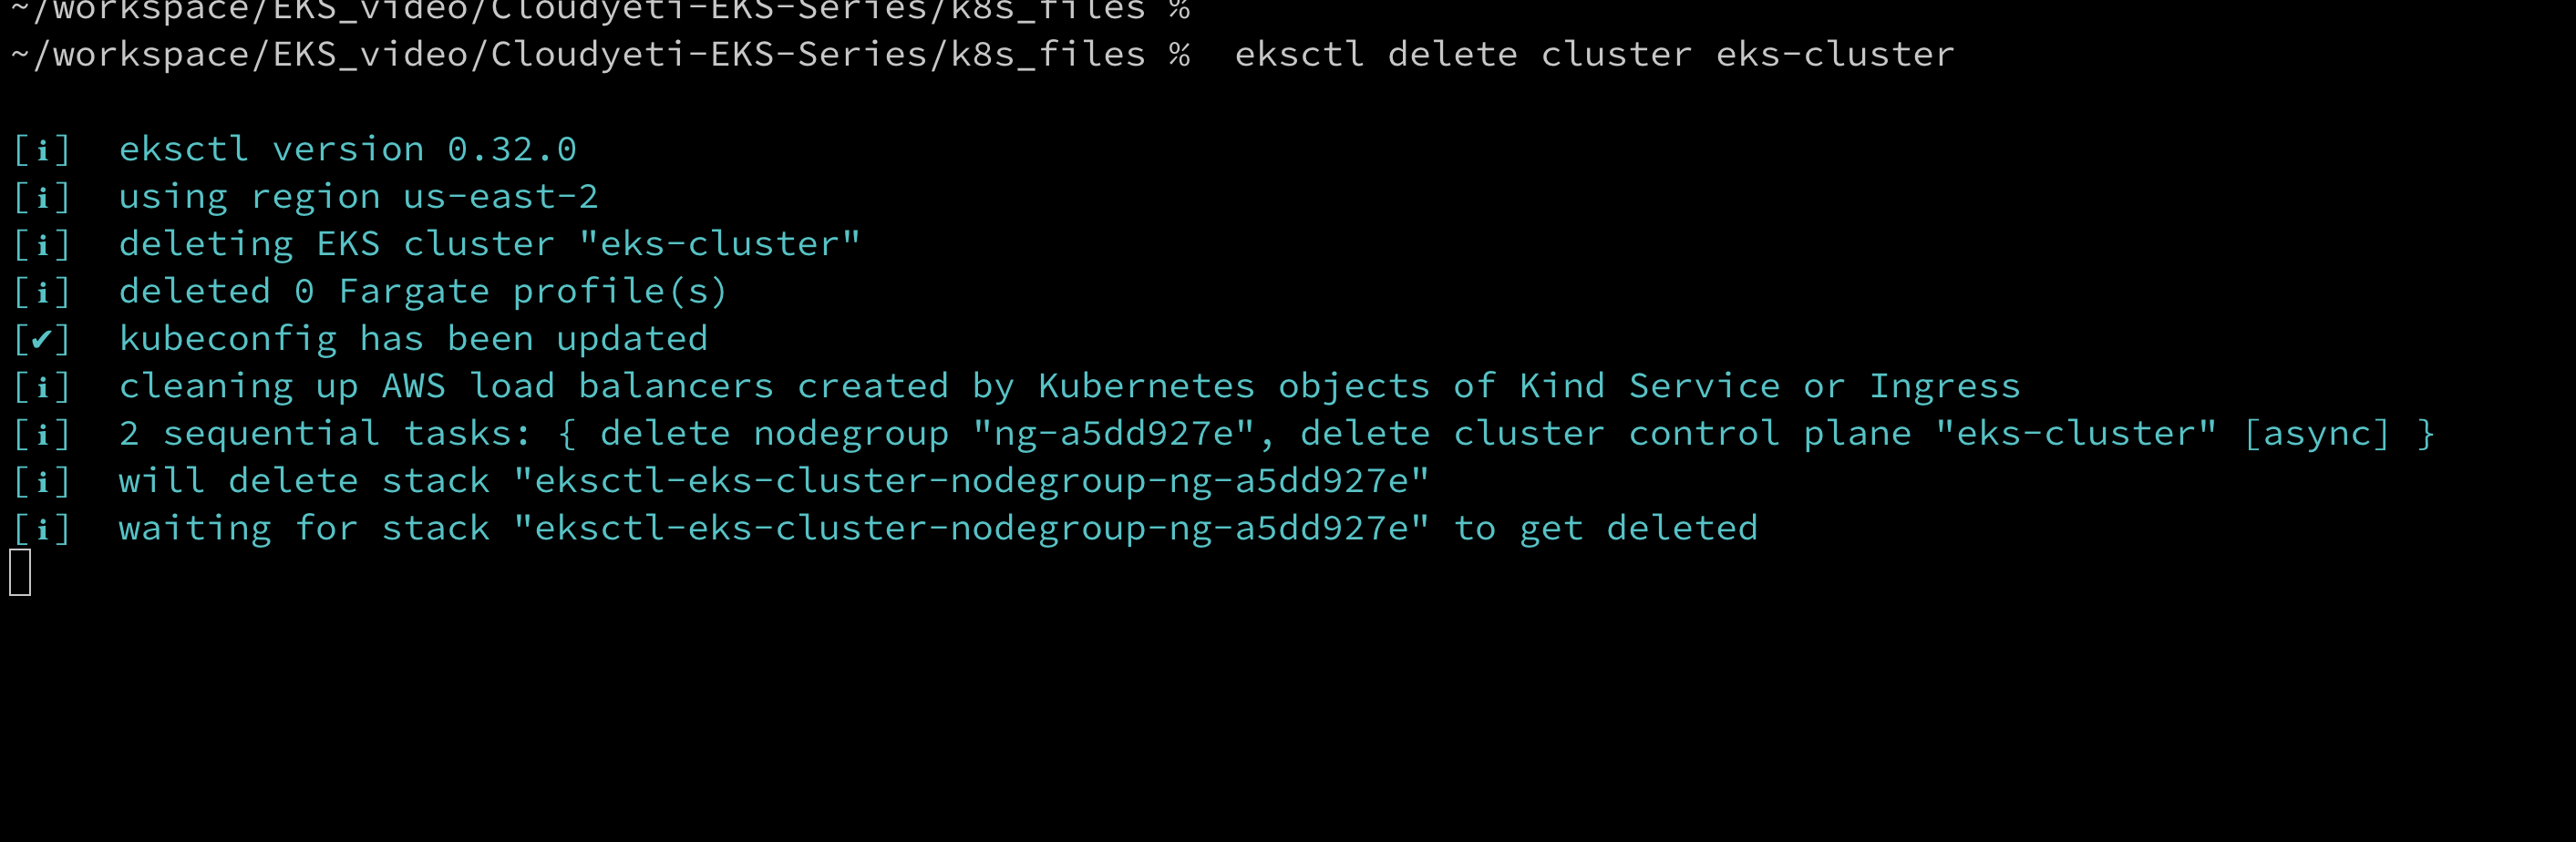 ~/workspace/EKS_video/Cloudyeti-EKS-Series/k8s_files %
~/workspace/EKS_video/Cloudyeti-EKS-Series/k8s_files %  eksctl delete cluster eks-cluster
[ℹ]  eksctl version 0.32.0
[ℹ]  using region us-east-2
[ℹ]  deleting EKS cluster "eks-cluster"
[ℹ]  deleted 0 Fargate profile(s)
[✔]  kubeconfig has been updated
[ℹ]  cleaning up AWS load balancers created by Kubernetes objects of Kind Service or Ingress
[ℹ]  2 sequential tasks: { delete nodegroup "ng-a5dd927e", delete cluster control plane "eks-cluster" [async] }
[ℹ]  will delete stack "eksctl-eks-cluster-nodegroup-ng-a5dd927e"
[ℹ]  waiting for stack "eksctl-eks-cluster-nodegroup-ng-a5dd927e" to get deleted